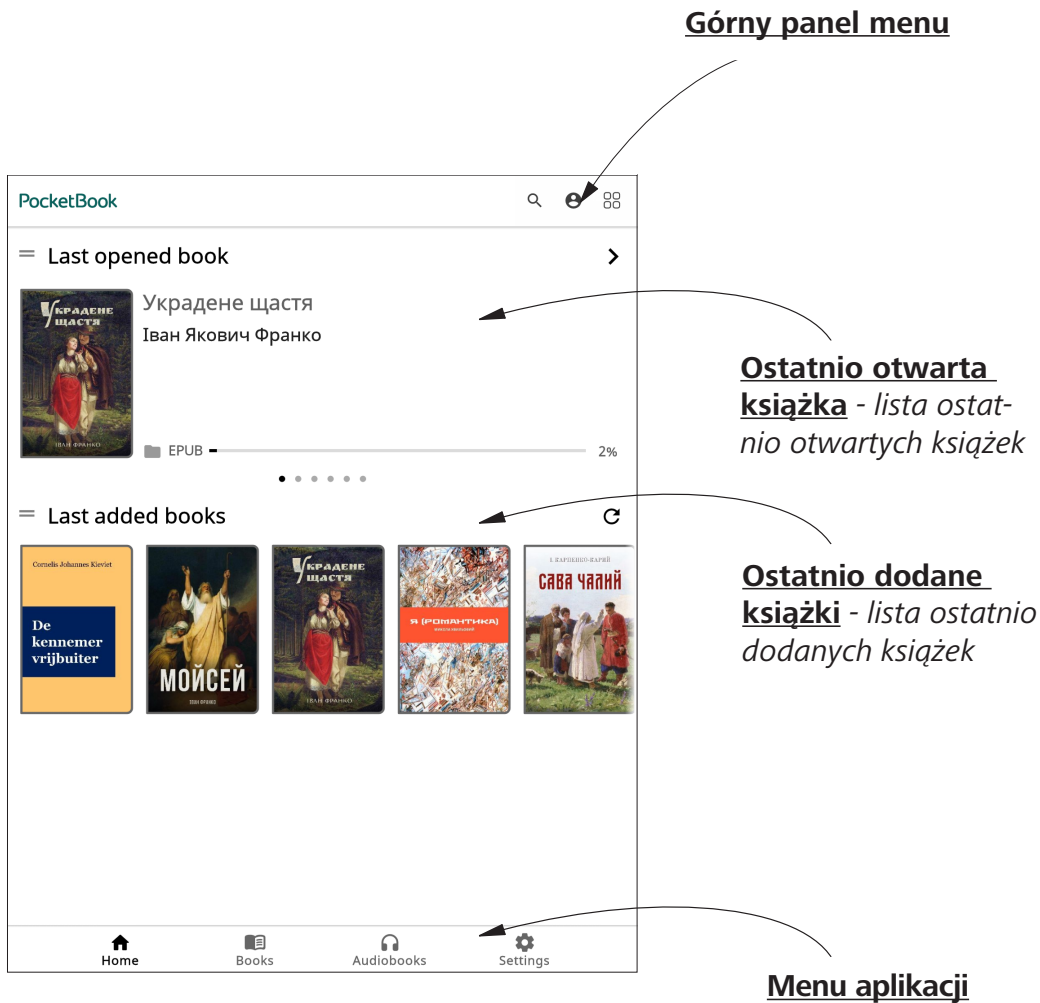 Górny panel menu
PocketBook
Last opened book
УКРАДЕНЕ
ЩАСТЯ
ІВАН ФРАНКО
Украдене щастя
Іван Якович Франко
EPUB
2%
Ostatnio otwarta
książka - lista ostat-
nio otwartych książek
Last added books
Cornelis Johannes Kieviet
De
kennemer
vrijbuiter
МОЙСЕЙ
ІВАН ФРАНКО
УКРАДЕНЕ
ЩАСТЯ
ІВАН ФРАНКО
Я (РОМАНТИКА)
І. КАРПЕНКО-КАРИЙ
САВА ЧАЛИЙ
Ostatnio dodane
książki - lista ostatnio
dodanych książek
Home
Books
Audiobooks
Settings
Menu aplikacji